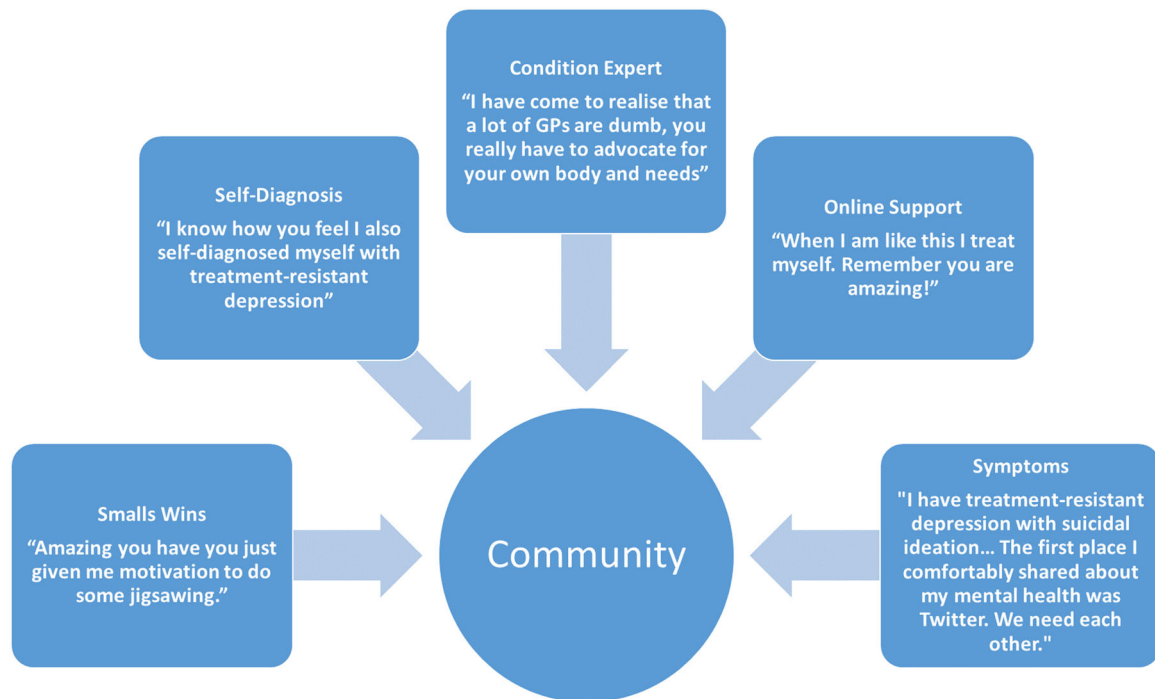 Condition Expert
“I have come to realise that
a lot of GPs are dumb, you
really have to advocate for
your own body and needs”
Self-Diagnosis
“I know how you feel I also
self-diagnosed myself with
treatment-resistant
depression”
Online Support
“When I am like this I treat
myself. Remember you are
amazing!”
Smalls Wins
“Amazing you have you just
given me motivation to do
some jigsawing.”
Community
Symptoms
"I have treatment-resistant
depression with suicidal
ideation... The first place I
comfortably shared about
my mental health was
Twitter. We need each
other."